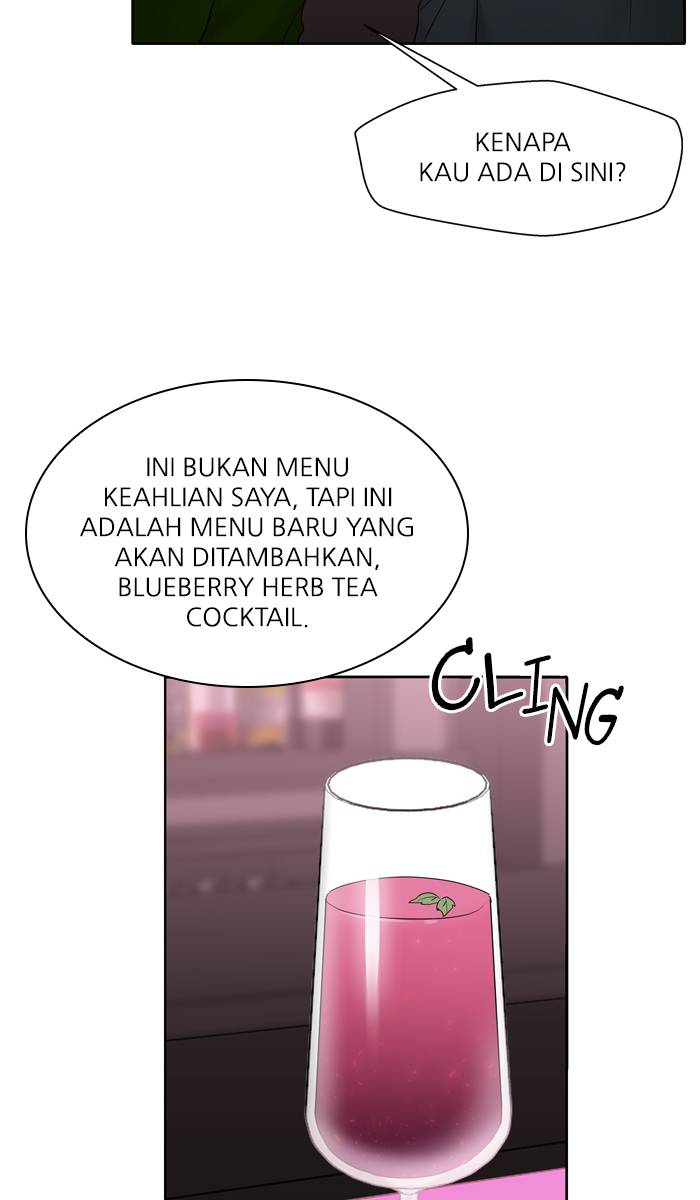 KENAPA
KAU ADA DI SINI?
INI BUKAN MENU
KEAHLIAN SAYA, TAPI INI
ADALAH MENU BARU YANG
AKAN DITAMBAHKAN,
BLUEBERRY HERB TEA
COCKTAIL.
CLING